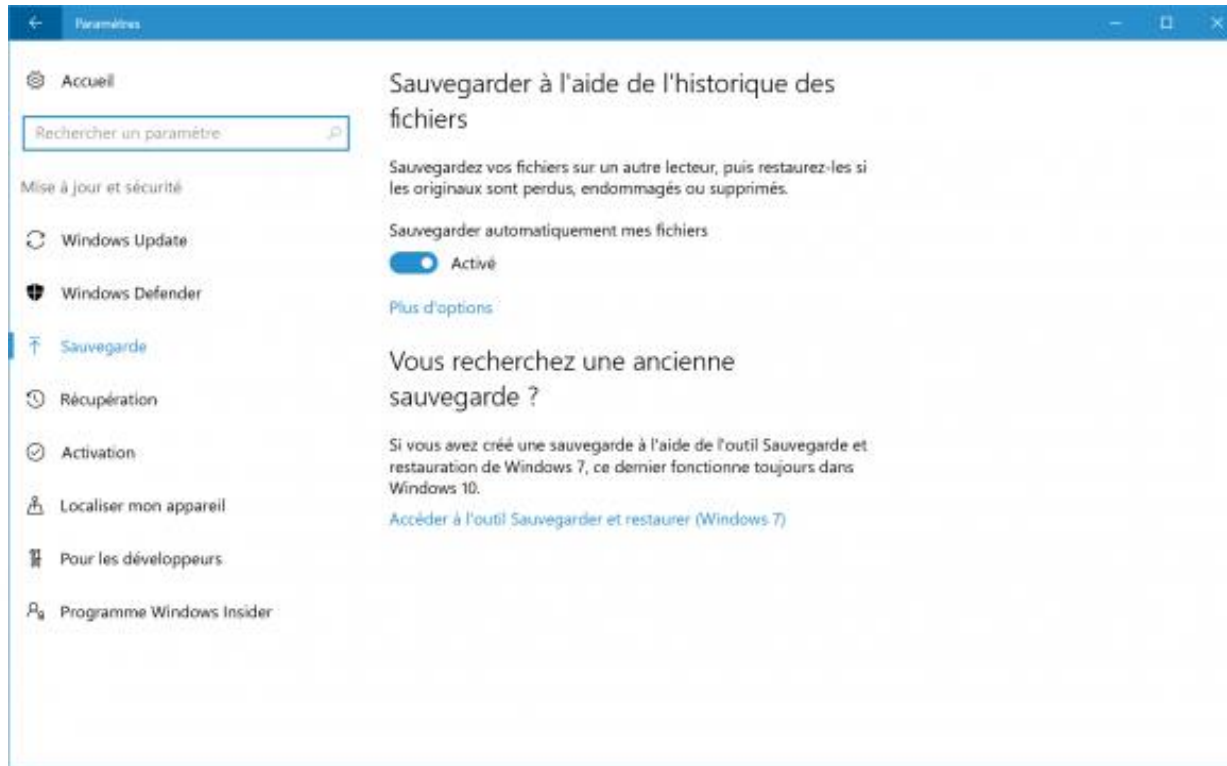 Paramètres
Accueil
Rechercher un paramètre
Mise à jour et sécurité
Windows Update
Windows Defender
Sauvegarde
Récupération
Activation
Localiser mon appareil
Pour les développeurs
Programme Windows Insider
Sauvegarder à l'aide de l'historique des
fichiers
Sauvegardez vos fichiers sur un autre lecteur, puis restaurez-les si
les originaux sont perdus, endommagés ou supprimés.
Sauvegarder automatiquement mes fichiers
Activé
Plus d'options
Vous recherchez une ancienne
sauvegarde ?
Si vous avez créé une sauvegarde à l'aide de l'outil Sauvegarde et
restauration de Windows 7, ce dernier fonctionne toujours dans
Windows 10.
Accéder à l'outil Sauvegarder et restaurer (Windows 7)